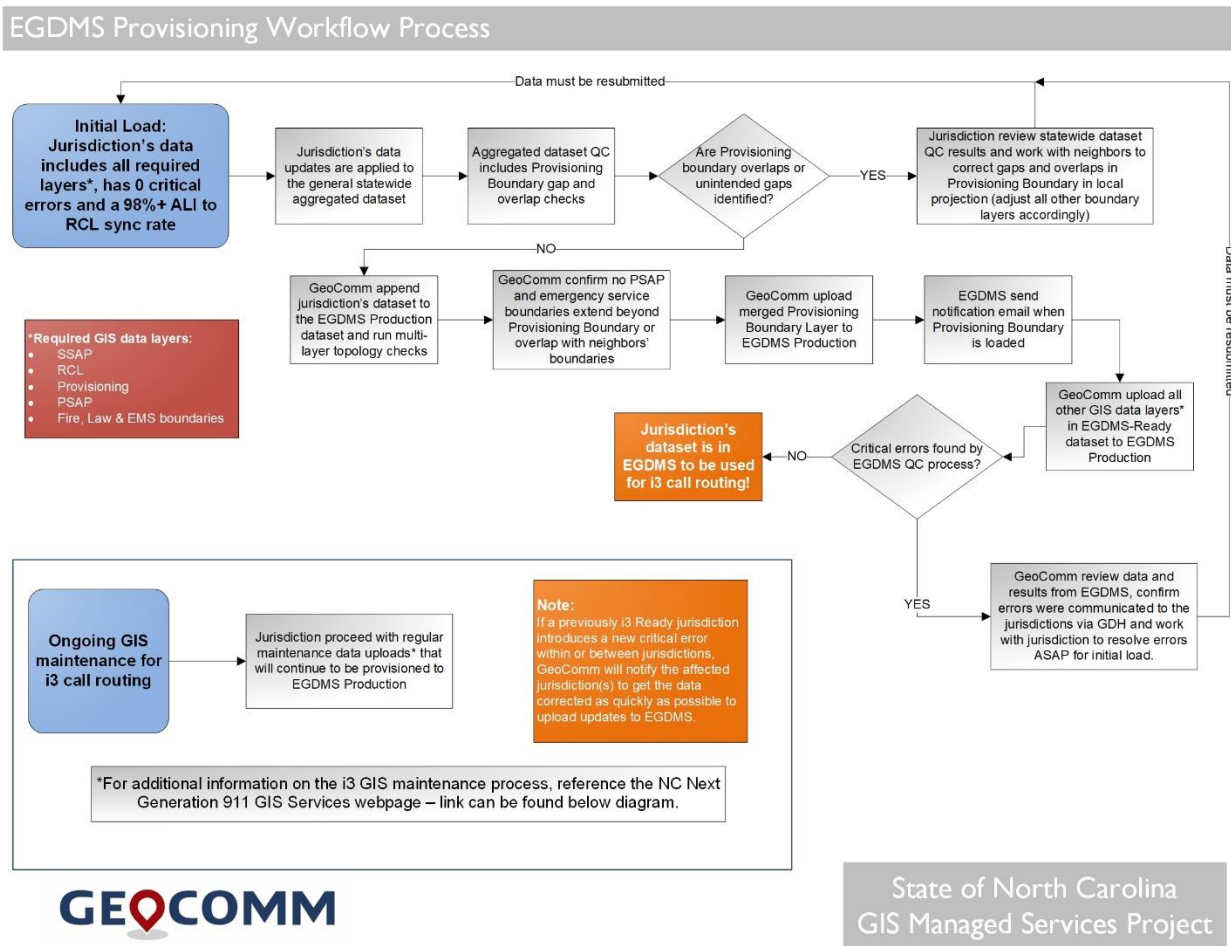 EGDMS Provisioning Workflow Process
Data must be resubmitted
Initial Load:
Jurisdiction's data
includes all required
layers*, has 0 critical
errors and a 98%+ ALI to
RCL sync rate
Jurisdiction's data
updates are applied to
the general statewide
aggregated dataset
Aggregated dataset QC
includes Provisioning
Boundary gap and
overlap checks
Are Provisioning
boundary overlaps or
unintended gaps
identified?
YES
Jurisdiction review statewide dataset
QC results and work with neighbors to
correct gaps and overlaps in
Provisioning Boundary in local
projection (adjust all other boundary
layers accordingly)
NO
GeoComm append
jurisdiction's dataset to
the EGDMS Production
dataset and run multi-
layer topology checks
GeoComm confirm no PSAP
and emergency service
boundaries extend beyond
Provisioning Boundary or
overlap with neighbors'
boundaries
GeoComm upload
merged Provisioning
Boundary Layer to
EGDMS Production
EGDMS send
notification email when
Provisioning Boundary
is loaded
Data must be resubmitted
*Required GIS data layers:
• SSAP
• RCL
• Provisioning
• PSAP
• Fire, Law & EMS boundaries
GeoComm upload all
other GIS data layers*
in EGDMS-Ready
dataset to EGDMS
Production
Critical errors found by
EGDMS QC process?
NO
Jurisdiction's
dataset is in
EGDMS to be used
for i3 call routing!
YES
GeoComm review data and
results from EGDMS, confirm
errors were communicated to the
jurisdictions via GDH and work
with jurisdiction to resolve errors
ASAP for initial load.
Ongoing GIS
maintenance for
i3 call routing
Jurisdiction proceed with regular
maintenance data uploads* that
will continue to be provisioned to
EGDMS Production
Note:
If a previously i3 Ready jurisdiction
introduces a new critical error
within or between jurisdictions,
GeoComm will notify the affected
jurisdiction(s) to get the data
corrected as quickly as possible to
upload updates to EGDMS.
*For additional information on the i3 GIS maintenance process, reference the NC Next
Generation 911 GIS Services webpage – link can be found below diagram.
GEOCOMM
State of North Carolina
GIS Managed Services Project